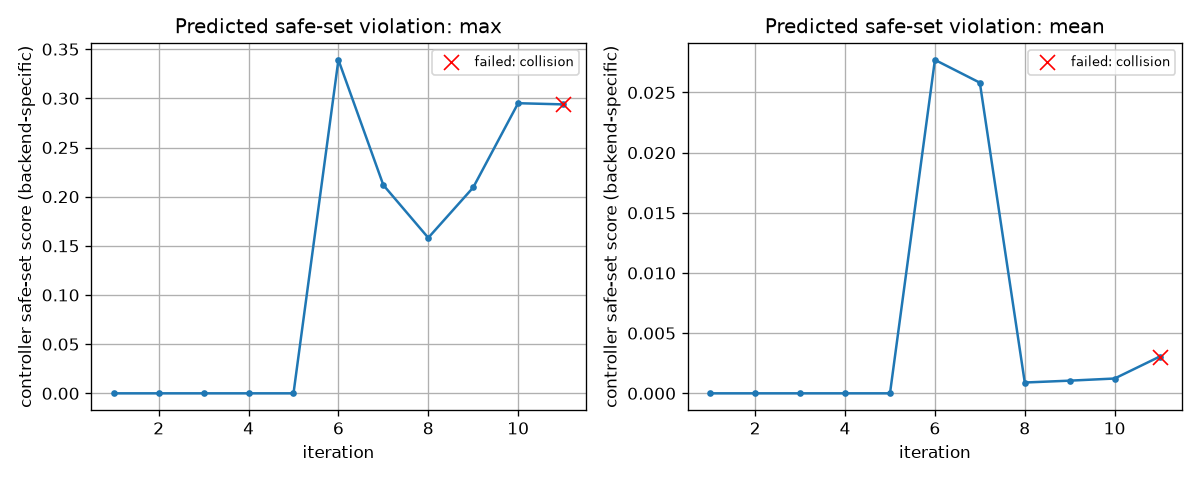 Predicted safe-set violation: max
controller safe-set score (backend-specific)
0.35
0.30
0.25
0.20
0.15
0.10
0.05
0.00
failed: collision
2 4 6 8 10
iteration
Predicted safe-set violation: mean
controller safe-set score (backend-specific)
0.025
0.020
0.015
0.010
0.005
0.000
failed: collision
2 4 6 8 10
iteration